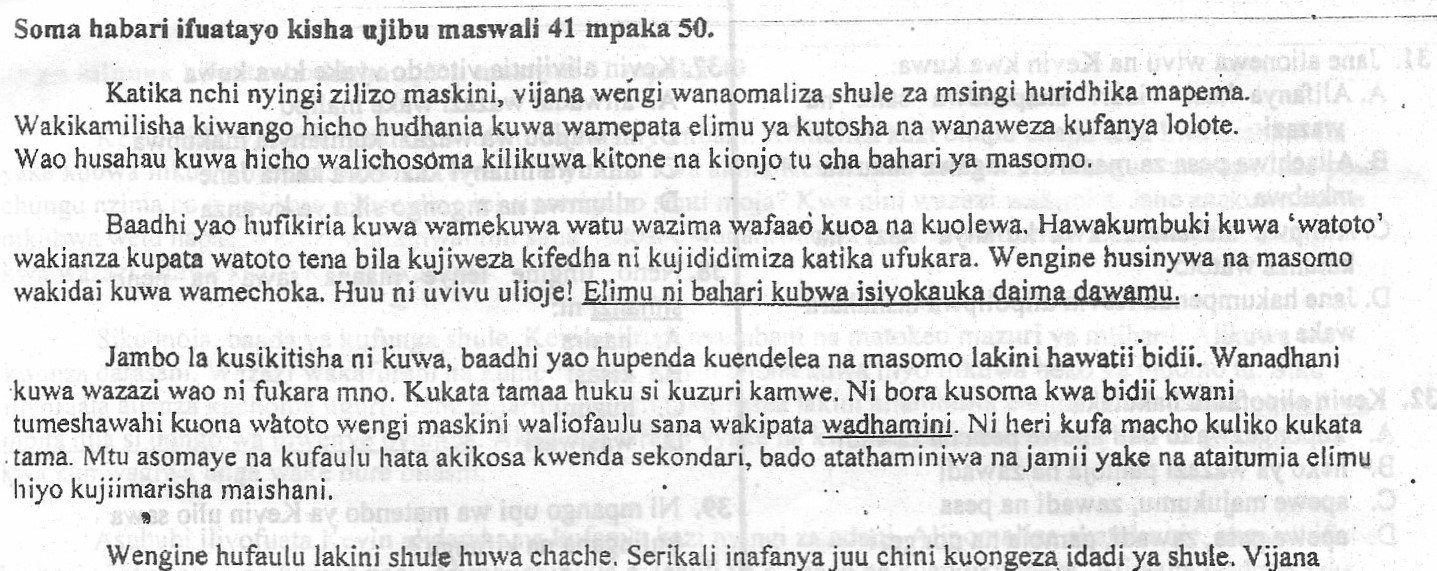 Soma habari ifuatayo kisha ujibu maswali 41 mpaka 50.
Katika nchi nyingi zilizo maskini, vijana wengi wanaomaliza shule za msingi huridhika mapema.
Wakikamilisha kiwango hicho hudhania kuwa wamepata elimu ya kutosha na wanaweza kufanya lolote.
Wao husahau kuwa hicho walichosoma kilikuwa kitone na kionjo tu cha bahari ya masomo.
Baadhi yao hufikiria kuwa wamekuwa watu wazima wafaao kuoa na kuolewa. Hawakumbuki kuwa ‘watoto’
wakianza kupata watoto tena bila kujiweza kifedha ni kujididimiza katika ufukara. Wengine husinywa na masomo
wakidai kuwa wamechoka. Huu ni uvivu ulioje! Elimu ni bahari kubwa isiyokauka daima dawamu.
Jambo la kusikitisha ni kuwa, baadhi yao hupenda kuendelea na masomo lakini hawatii bidii. Wanadhani
kuwa wazazi wao ni fukara mno. Kukata tamaa huku si kuzuri kamwe. Ni bora kusoma kwa bidii kwani
tumeshawahi kuona watoto wengi maskini waliofaulu sana wakipata wadhamini. Ni heri kufa macho kuliko kukata
tama. Mtu asomaye na kufaulu hata akikosa kwenda sekondari, bado atathaminiwa na jamii yake na ataitumia elimu
hiyo kujiimarisha maishani.
Wengine hufaulu lakini shule huwa chache. Serikali inafanya juu chini kuongeza idadi ya shule. Vijana